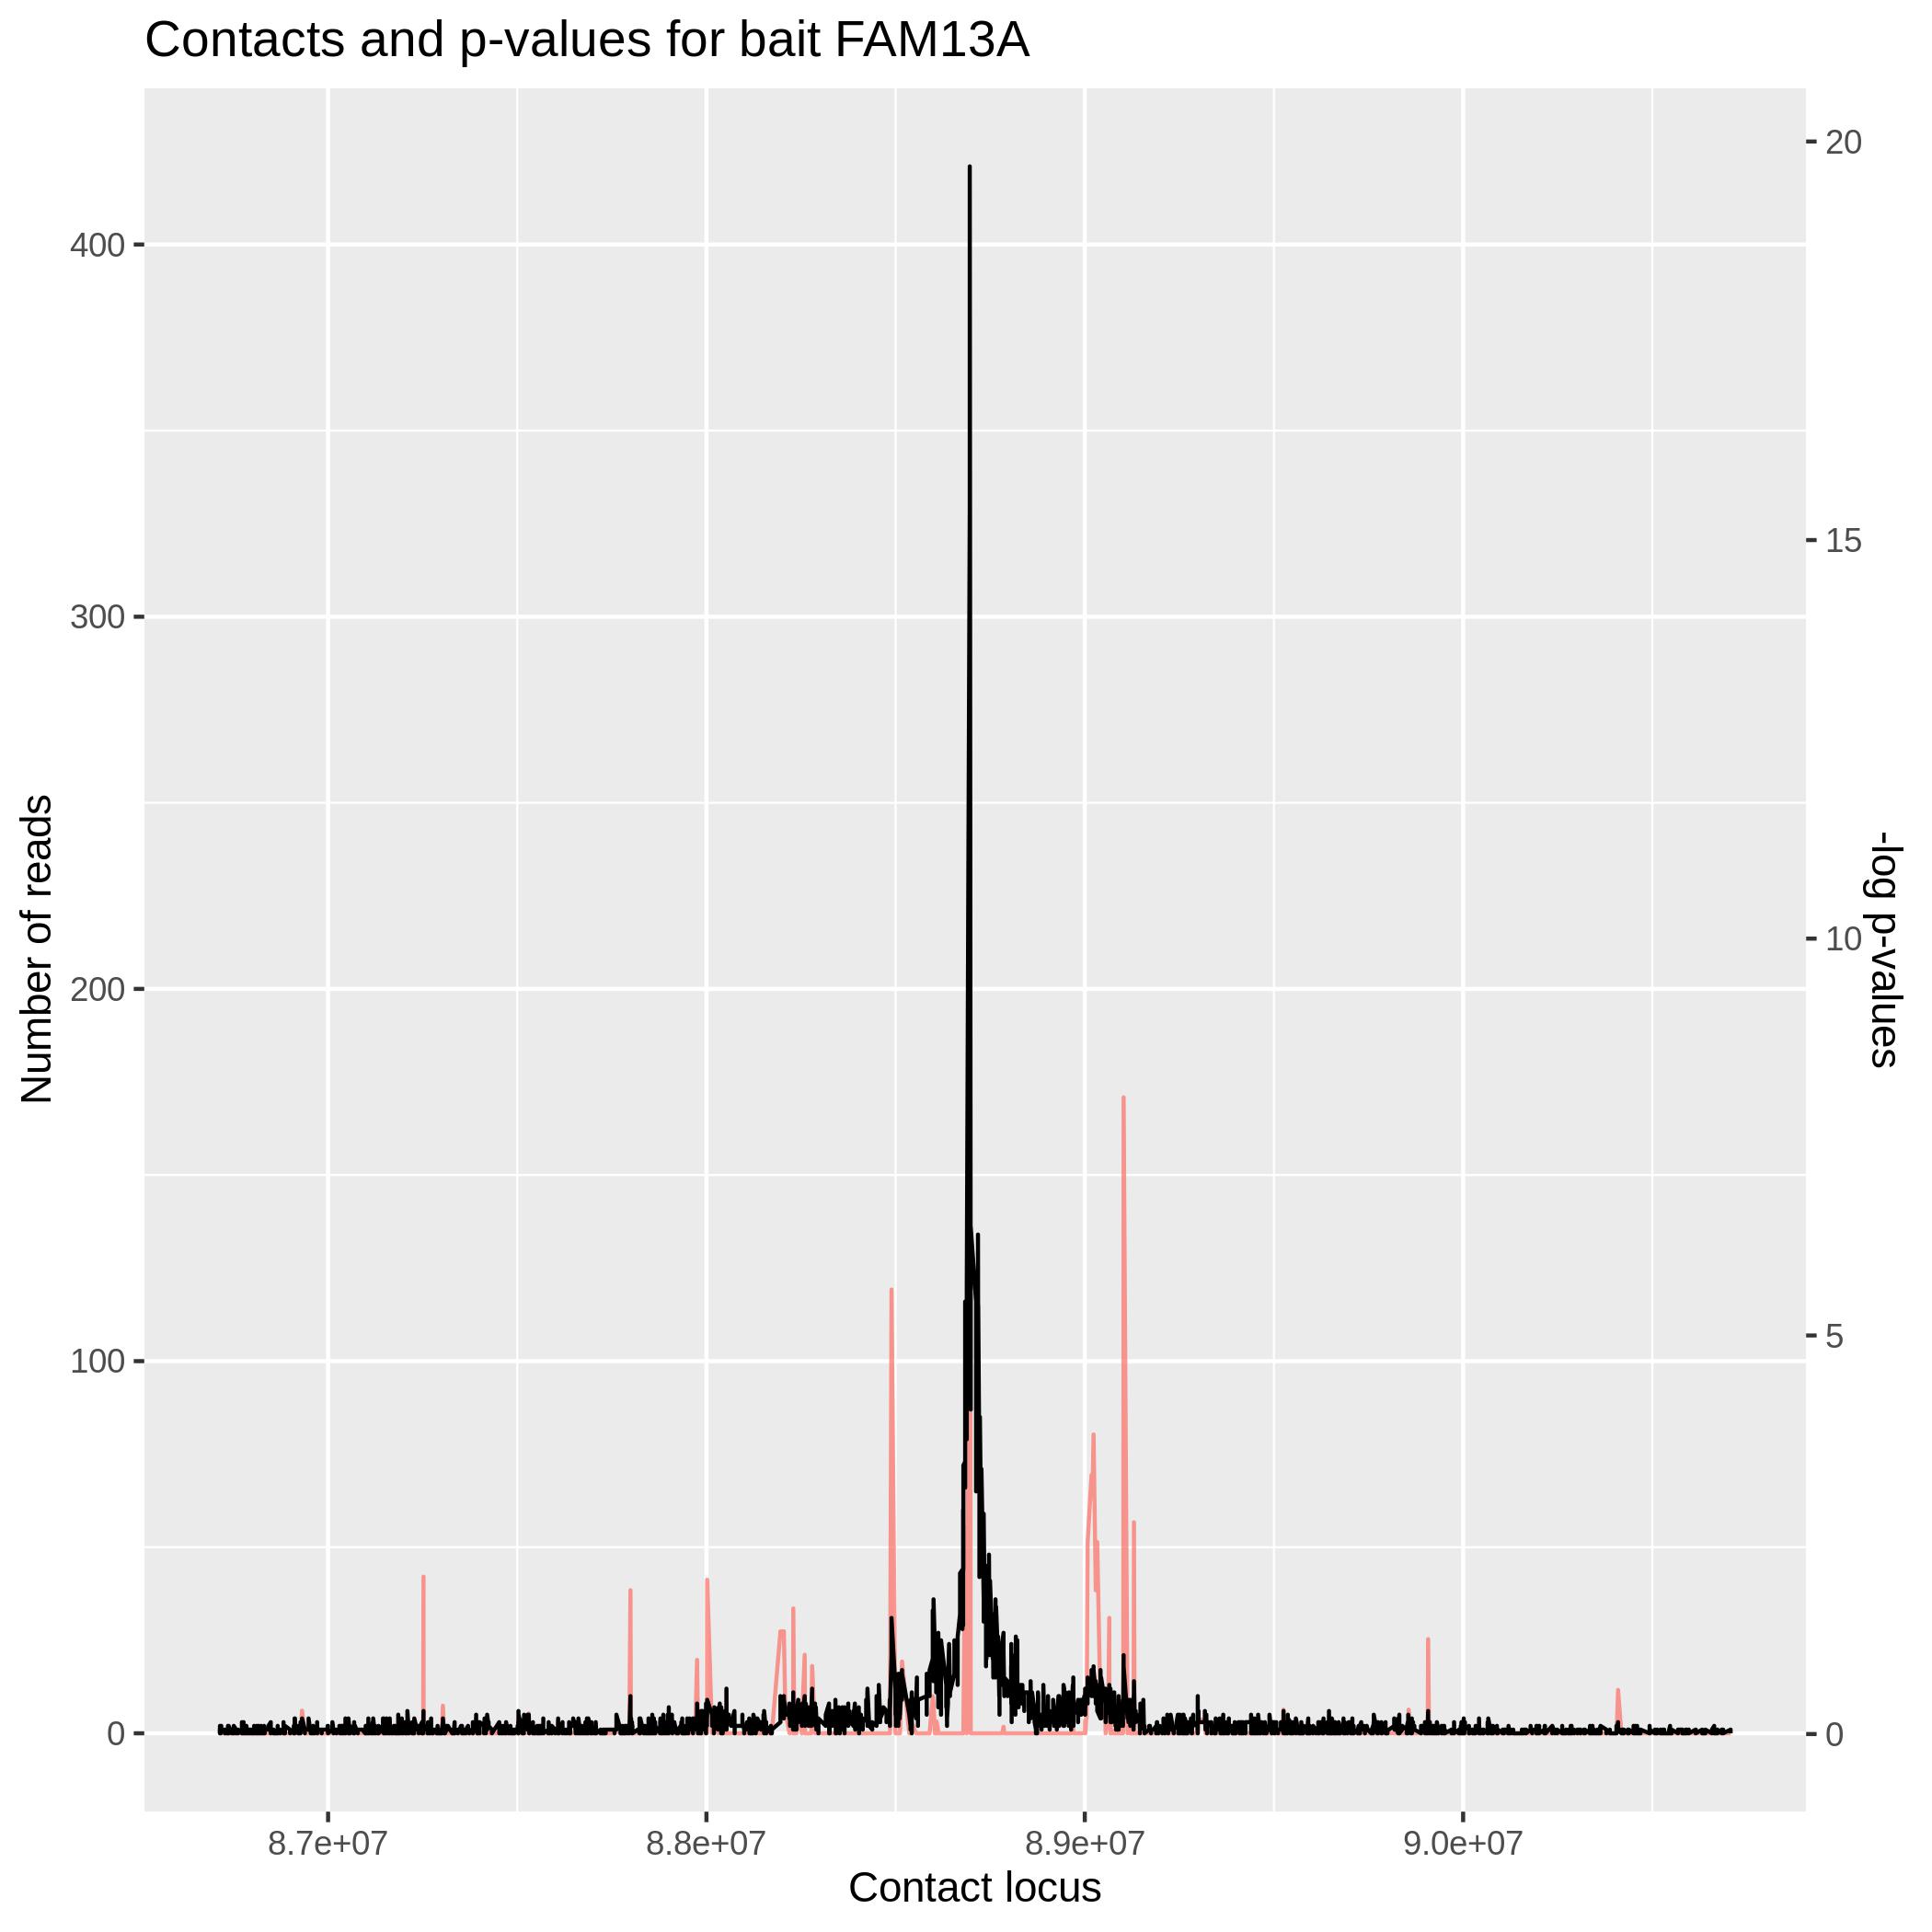 Contacts and p-values for bait FAM13A
Number of reads
400
300
200
100
0
20
15
10
5
0
-log p-values
8.7e+07
8.8e+07
8.9e+07
9.0e+07
Contact locus